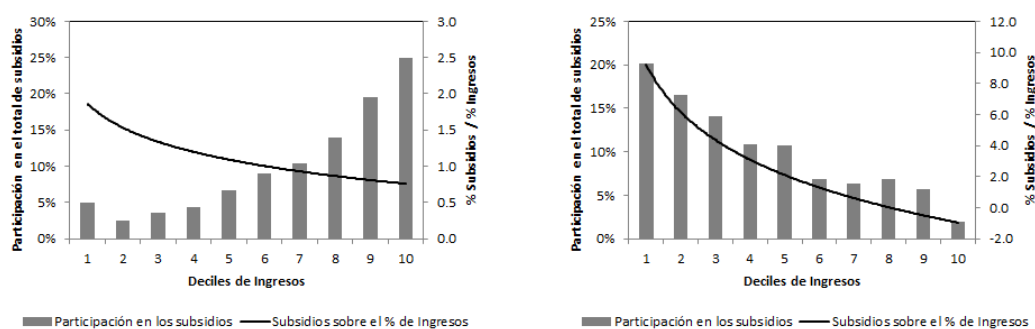 Participación en el total de subsidios
30%
25%
20%
15%
10%
5%
0%
3.0
2.5
2.0
1.5
1.0
0.5
0.0
% Subsidios / % Ingresos
1 2 3 4 5 6 7 8 9 10
Deciles de Ingresos
Participación en los subsidios
Subsidios sobre el % de Ingresos
Participación en el total de subsidios
25%
20%
15%
10%
5%
0%
12.0
10.0
8.0
6.0
4.0
2.0
0.0
-2.0
% Subsidios / % Ingresos
1 2 3 4 5 6 7 8 9 10
Deciles de Ingresos
Participación en los subsidios
Subsidios sobre el % de Ingresos